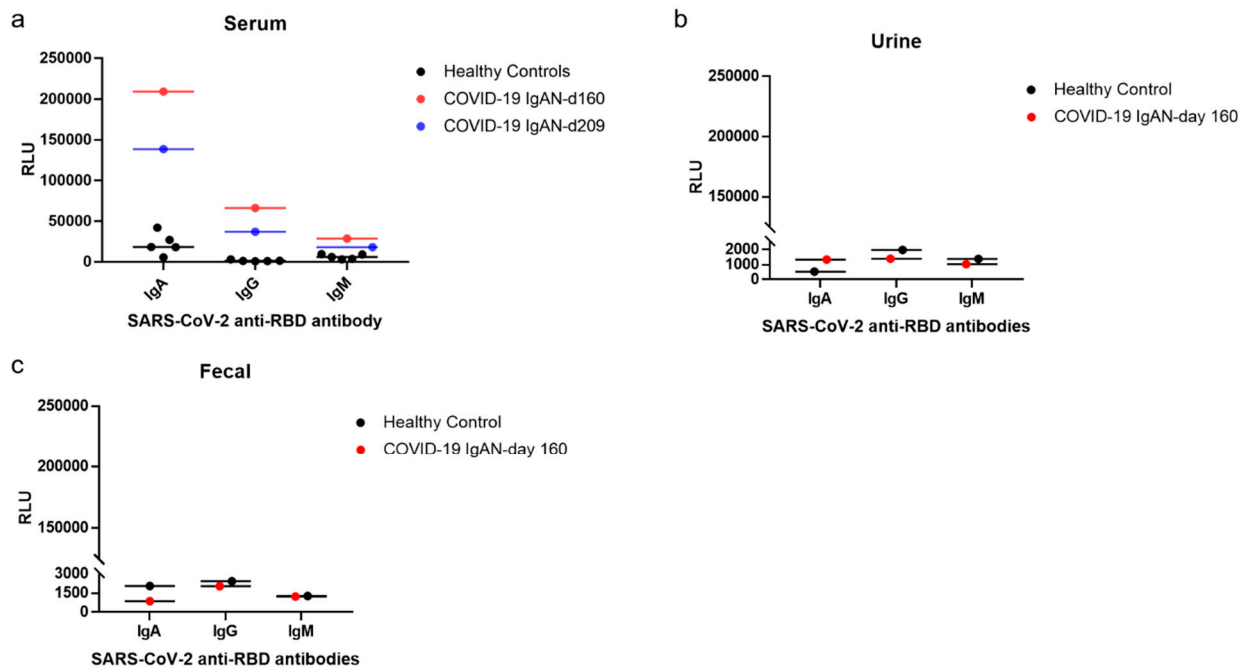 a
Serum
250000
200000
150000
100000
50000
0
RLU
IgA
IgG
IgM
SARS-CoV-2 anti-RBD antibody
Healthy Controls
COVID-19 IgAN-d160
COVID-19 IgAN-d209
b
Urine
250000
200000
150000
2000
1000
0
RLU
IgA
IgG
IgM
SARS-CoV-2 anti-RBD antibodies
Healthy Control
COVID-19 IgAN-day 160
c
Fecal
250000
200000
150000
3000
1500
0
RLU
IgA
IgG
IgM
SARS-CoV-2 anti-RBD antibodies
Healthy Control
COVID-19 IgAN-day 160